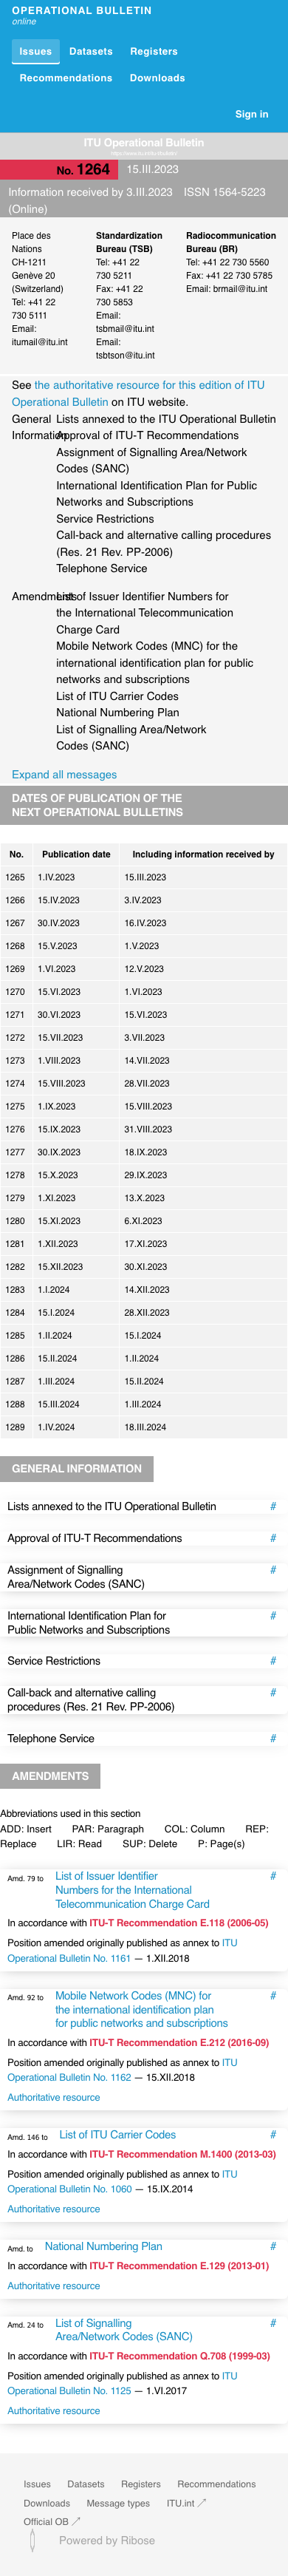 OPERATIONAL BULLETIN
online
Issues Datasets Registers
Recommendations Downloads
Sign in
ITU Operational Bulletin
No. 1264 15.III.2023
Information received by 3.III.2023 ISSN 1564-5223
(Online)
Place des
Nations
CH-1211
Genève 20
(Switzerland)
Tel: +41 22
730 5111
Email:
itumail@itu.int
Standardization
Bureau (TSB)
Tel: +41 22
730 5211
Fax: +41 22
730 5853
Email:
tsbmail@itu.int
Email:
tsbtson@itu.int
Radiocommunication
Bureau (BR)
Tel: +41 22 730 5560
Fax: +41 22 730 5785
Email: brmail@itu.int
See the authoritative resource for this edition of ITU
Operational Bulletin on ITU website.
General
Information
Lists annexed to the ITU Operational Bulletin
Approval of ITU-T Recommendations
Assignment of Signalling Area/Network
Codes (SANC)
International Identification Plan for Public
Networks and Subscriptions
Service Restrictions
Call-back and alternative calling procedures
(Res. 21 Rev. PP-2006)
Telephone Service
Amendments
List of Issuer Identifier Numbers for
the International Telecommunication
Charge Card
Mobile Network Codes (MNC) for the
international identification plan for public
networks and subscriptions
List of ITU Carrier Codes
National Numbering Plan
List of Signalling Area/Network
Codes (SANC)
Expand all messages
DATES OF PUBLICATION OF THE
NEXT OPERATIONAL BULLETINS
No. Publication date Including information received by
1265 1.IV.2023 15.III.2023
1266 15.IV.2023 3.IV.2023
1267 30.IV.2023 16.IV.2023
1268 15.V.2023 1.V.2023
1269 1.VI.2023 12.V.2023
1270 15.VI.2023 1.VI.2023
1271 30.VI.2023 15.VI.2023
1272 15.VII.2023 3.VII.2023
1273 1.VIII.2023 14.VII.2023
1274 15.VIII.2023 28.VII.2023
1275 1.IX.2023 15.VIII.2023
1276 15.IX.2023 31.VIII.2023
1277 30.IX.2023 18.IX.2023
1278 15.X.2023 29.IX.2023
1279 1.XI.2023 13.X.2023
1280 15.XI.2023 6.XI.2023
1281 1.XII.2023 17.XI.2023
1282 15.XII.2023 30.XI.2023
1283 1.I.2024 14.XII.2023
1284 15.I.2024 28.XII.2023
1285 1.II.2024 15.I.2024
1286 15.II.2024 1.II.2024
1287 1.III.2024 15.II.2024
1288 15.III.2024 1.III.2024
1289 1.IV.2024 18.III.2024
GENERAL INFORMATION
Lists annexed to the ITU Operational Bulletin #
Approval of ITU-T Recommendations #
Assignment of Signalling #
Area/Network Codes (SANC)
International Identification Plan for #
Public Networks and Subscriptions
Service Restrictions #
Call-back and alternative calling #
procedures (Res. 21 Rev. PP-2006)
Telephone Service #
AMENDMENTS
Abbreviations used in this section
ADD: Insert PAR: Paragraph COL: Column REP:
Replace LIR: Read SUP: Delete P: Page(s)
Amd. 79 to List of Issuer Identifier #
Numbers for the International
Telecommunication Charge Card
In accordance with ITU-T Recommendation E.118 (2006-05)
Position amended originally published as annex to ITU
Operational Bulletin No. 1161 — 1.XII.2018
Amd. 92 to Mobile Network Codes (MNC) for #
the international identification plan
for public networks and subscriptions
In accordance with ITU-T Recommendation E.212 (2016-09)
Position amended originally published as annex to ITU
Operational Bulletin No. 1162 — 15.XII.2018
Authoritative resource
Amd. 146 to List of ITU Carrier Codes #
In accordance with ITU-T Recommendation M.1400 (2013-03)
Position amended originally published as annex to ITU
Operational Bulletin No. 1060 — 15.IX.2014
Authoritative resource
Amd. to National Numbering Plan #
In accordance with ITU-T Recommendation E.129 (2013-01)
Authoritative resource
Amd. 24 to List of Signalling #
Area/Network Codes (SANC)
In accordance with ITU-T Recommendation Q.708 (1999-03)
Position amended originally published as annex to ITU
Operational Bulletin No. 1125 — 1.VI.2017
Authoritative resource
Issues Datasets Registers Recommendations
Downloads Message types ITU.int ↗
Official OB ↗
Powered by Ribose